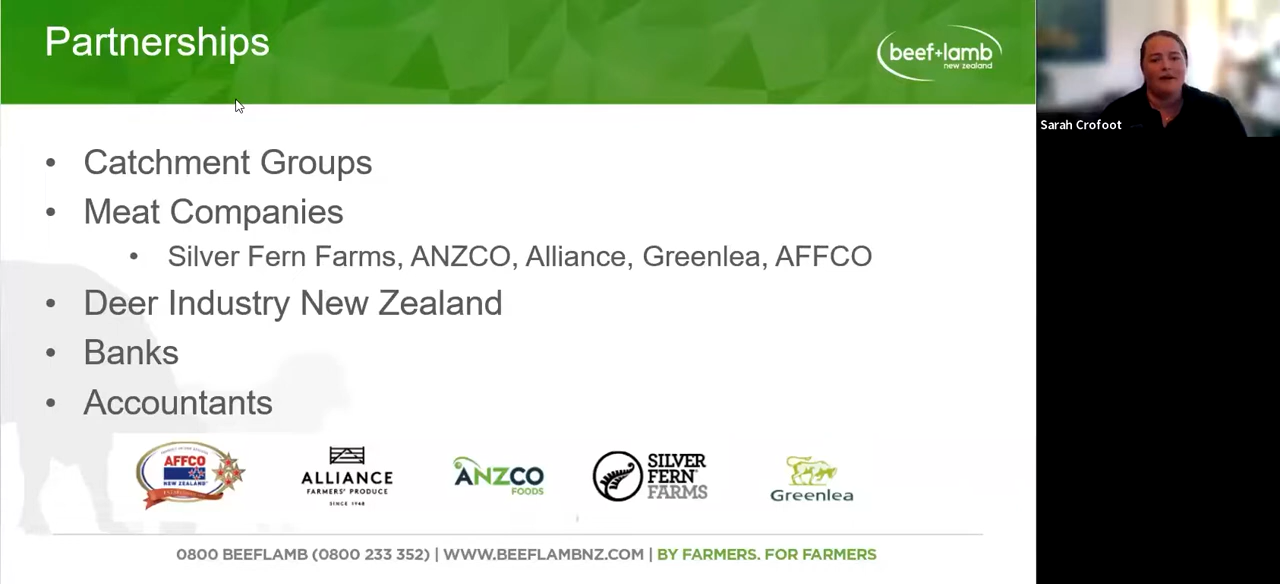 Partnerships
beef+lamb
new zealand
Sarah Crofoot
• Catchment Groups
• Meat Companies
• Silver Fern Farms, ANZCO, Alliance, Greenlea, AFFCO
• Deer Industry New Zealand
• Banks
• Accountants
AFFCO
NEW ZEALAND
ALLIANCE
FARMERS' PRODUCE
SINCE 1948
ANZCO
FOODS
SILVER
FERN
FARMS
Greenlea
0800 BEEFLAMB (0800 233 352) | WWW.BEEFLAMBNZ.COM | BY FARMERS. FOR FARMERS